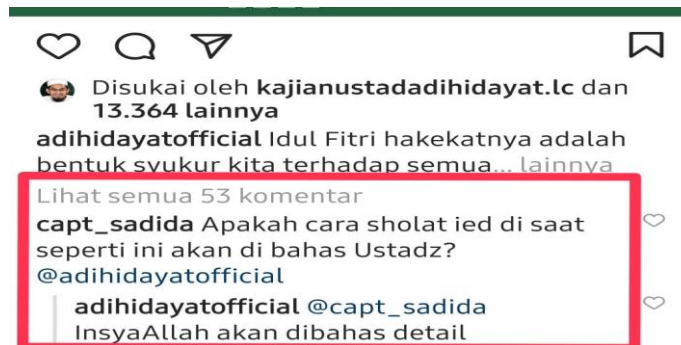 Disukai oleh kajianustadadihidayat.lc dan
13.364 lainnya
adihidayatofficial Idul Fitri hakekatnya adalah
bentuk syukur kita terhadap semua... lainnya
Lihat semua 53 komentar
capt_sadida Apakah cara sholat ied di saat
seperti ini akan di bahas Ustadz?
@adihidayatofficial
adihidayatofficial @capt_sadida
InsyaAllah akan dibahas detail